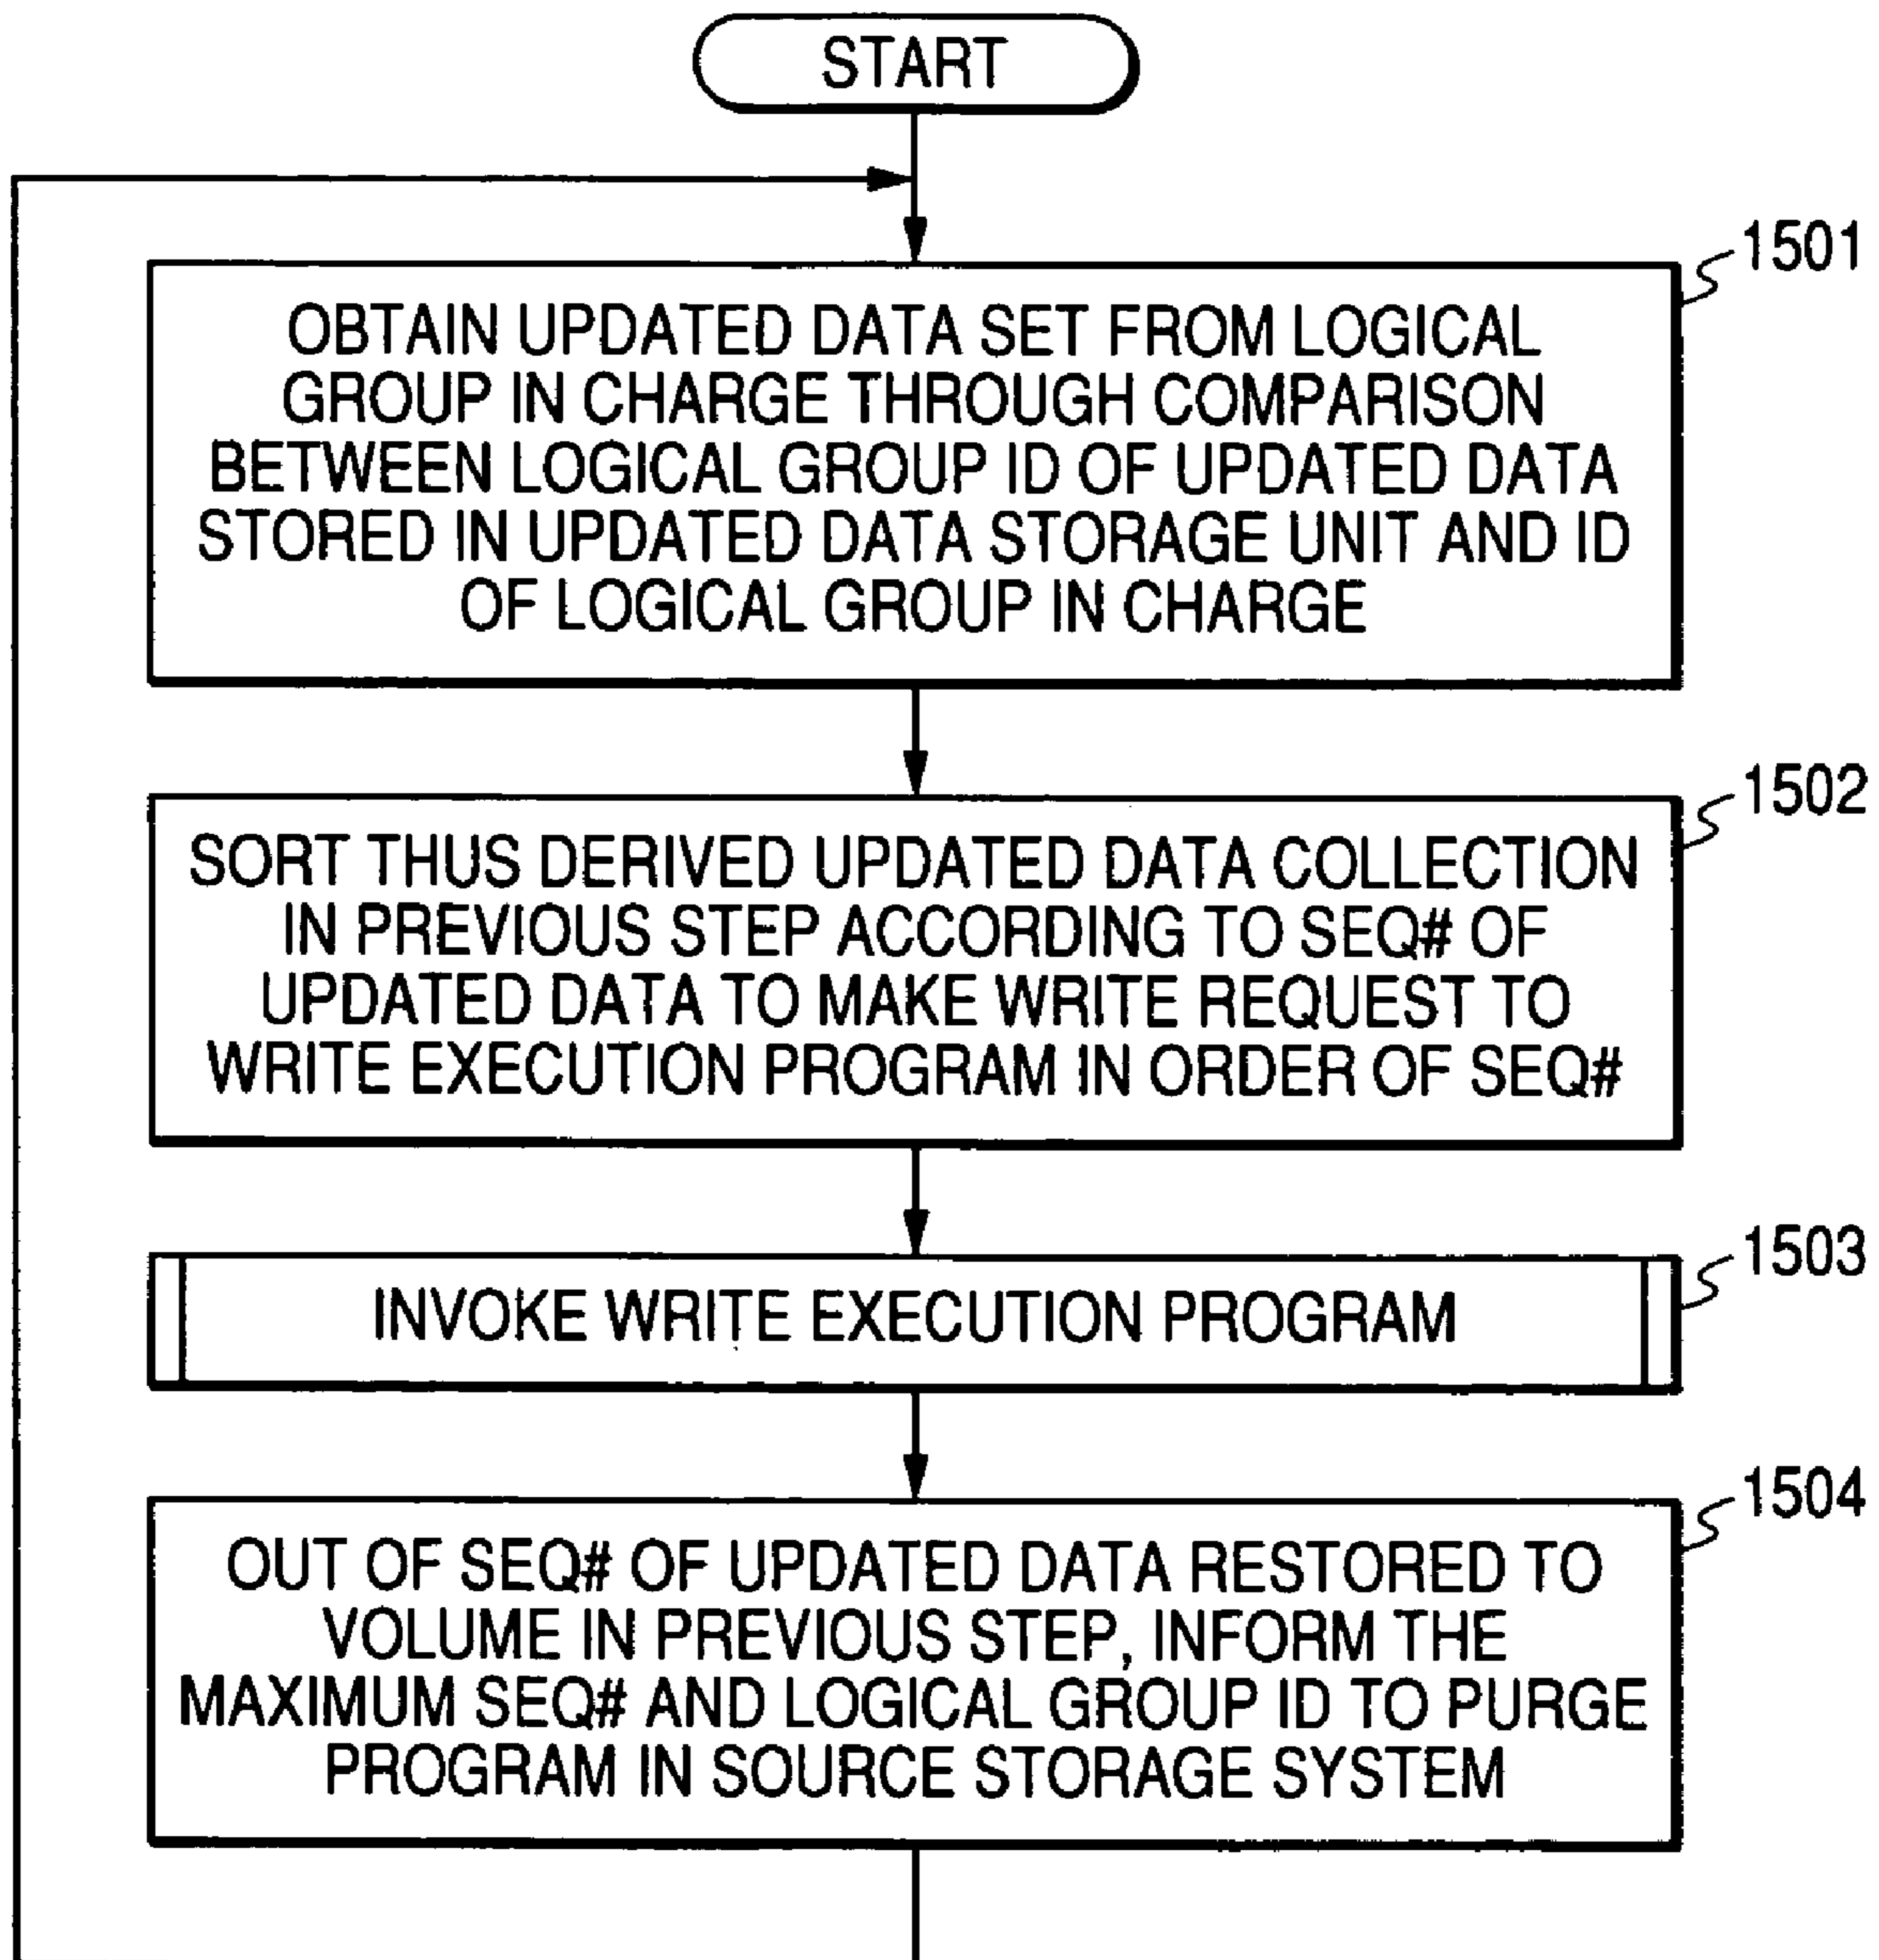 START
1501
OBTAIN UPDATED DATA SET FROM LOGICAL
GROUP IN CHARGE THROUGH COMPARISON
BETWEEN LOGICAL GROUP ID OF UPDATED DATA
STORED IN UPDATED DATA STORAGE UNIT AND ID
OF LOGICAL GROUP IN CHARGE
1502
SORT THUS DERIVED UPDATED DATA COLLECTION
IN PREVIOUS STEP ACCORDING TO SEQ# OF
UPDATED DATA TO MAKE WRITE REQUEST TO
WRITE EXECUTION PROGRAM IN ORDER OF SEQ#
1503
INVOKE WRITE EXECUTION PROGRAM
1504
OUT OF SEQ# OF UPDATED DATA RESTORED TO
VOLUME IN PREVIOUS STEP, INFORM THE
MAXIMUM SEQ# AND LOGICAL GROUP ID TO PURGE
PROGRAM IN SOURCE STORAGE SYSTEM